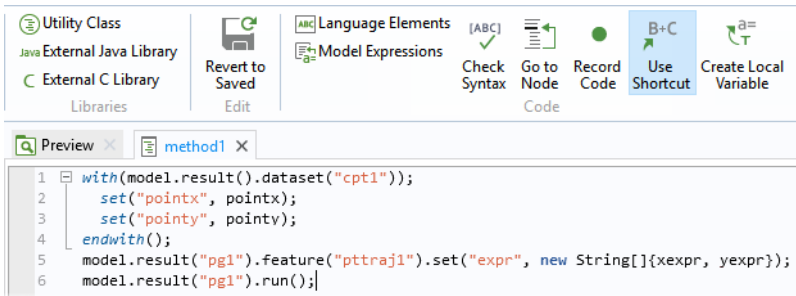 Utility Class
Java External Java Library
C External C Library
Libraries
Revert to
Saved
Edit
ABC Language Elements
a= Model Expressions
[ABC]
Check
Syntax
Go to
Node
Record
Code
B+C
Use
Shortcut
a=
T
Create Local
Variable
Code
Preview
method1
1 with(model.result().dataset("cpt1"));
2 set("pointx", pointx);
3 set("pointy", pointv);
4 endwith();
5 model.result("pg1").feature("pttraj1").set("expr", new String[]{xexpr, yexpr});
6 model.result("pg1").run();